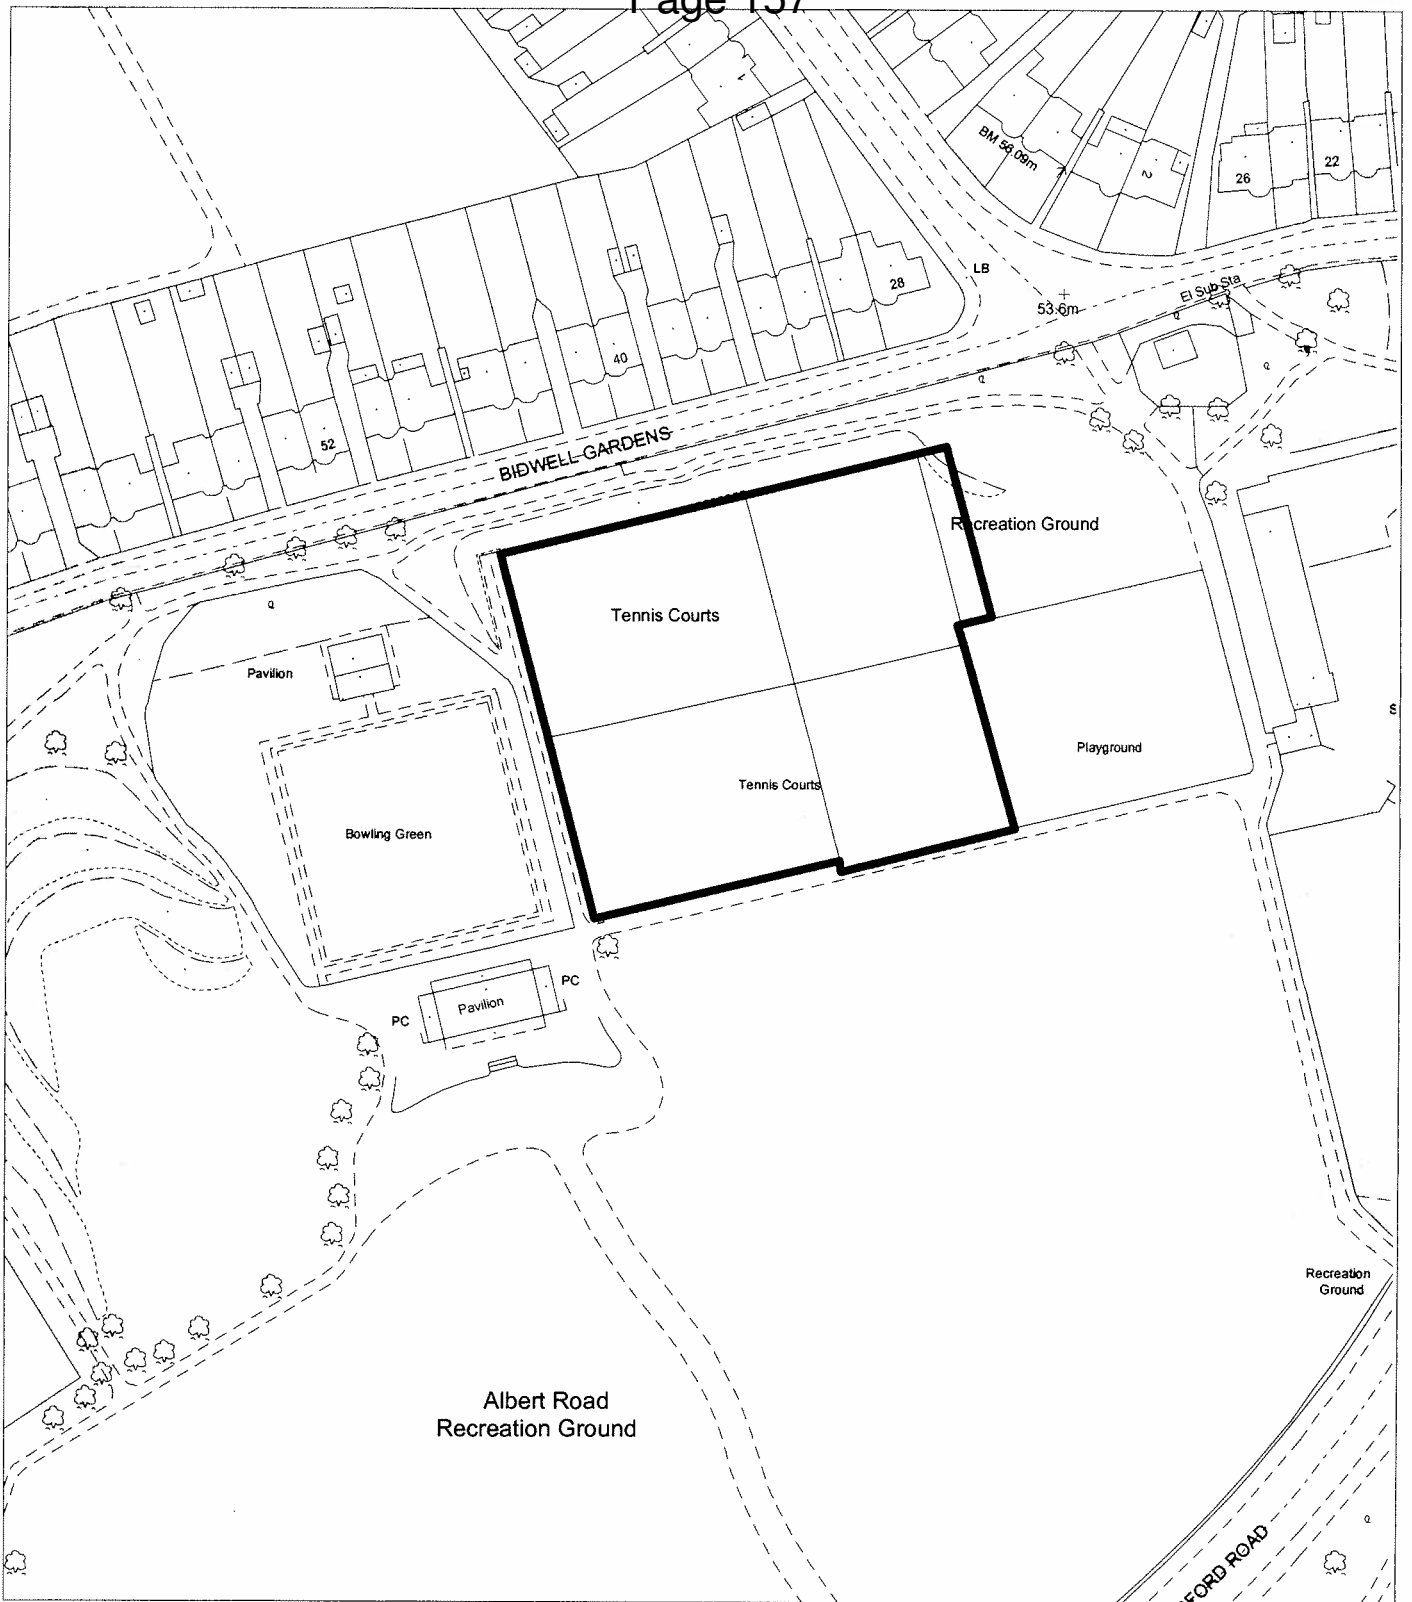 Page 137
BM 56.09m
2
26
22
28
LB
53.6m
El Sub Sta
40
52
BIDWELL GARDENS
Recreation Ground
Tennis Courts
Pavilion
Playground
Tennis Courts
Bowling Green
PC
Pavilion
PC
Recreation
Ground
Albert Road
Recreation Ground
FORD ROAD